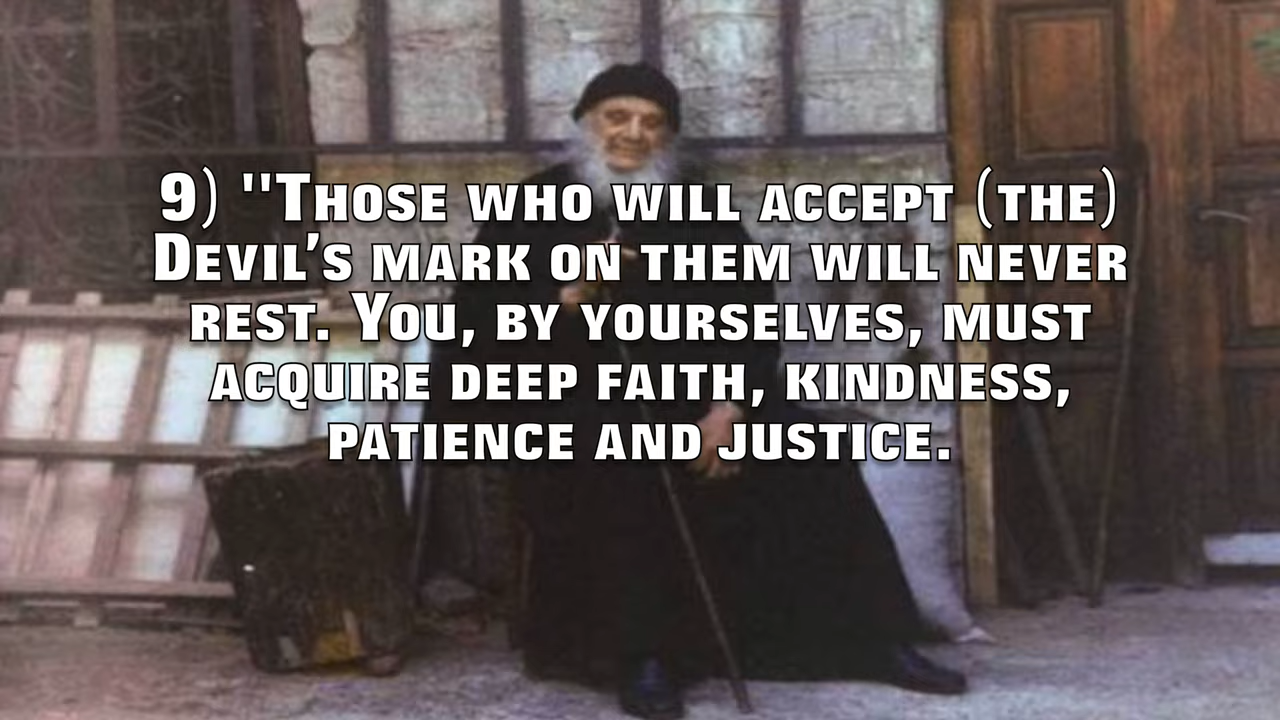 9) "Those who will accept (the)
Devil's mark on them will never
rest. You, by yourselves, must
acquire deep faith, kindness,
patience and justice.